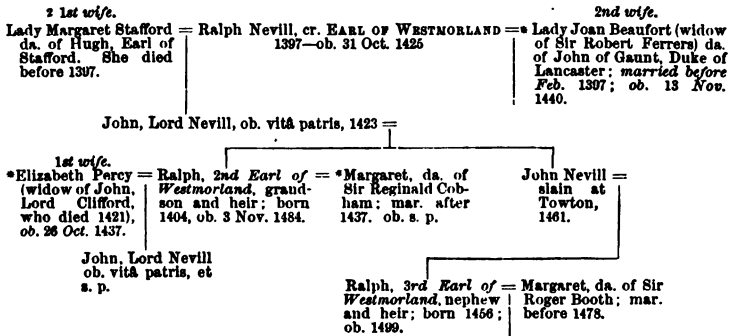 2 1st wife.
Lady Margaret Stafford
da. of Hugh, Earl of
Stafford. She died
before 1397.
= Ralph Nevill, cr. EARL OF WESTMORLAND =
1397—ob. 31 Oct. 1425
2nd wife.
* Lady Joan Beaufort (widow
of Sir Robert Ferrers) da.
of John of Gaunt, Duke of
Lancaster; married before
Feb. 1397; ob. 13 Nov.
1440.
John, Lord Nevill, ob. vitâ patris, 1423 =
1st wife.
*Elizabeth Percy =
(widow of John,
Lord Clifford,
who died 1421),
ob. 26 Oct. 1437.
Ralph, 2nd Earl of =
Westmorland, grand-
son and heir; born
1404, ob. 3 Nov. 1484.
*Margaret, da. of
Sir Reginald Cob-
ham; mar. after
1437. ob. s. p.
John Nevill =
slain at
Towton,
1461.
John, Lord Nevill
ob. vitâ patris, et
s. p.
Ralph, 3rd Earl of =
Westmorland, nephew
and heir; born 1456;
ob. 1499.
Margaret, da. of Sir
Roger Booth; mar.
before 1478.